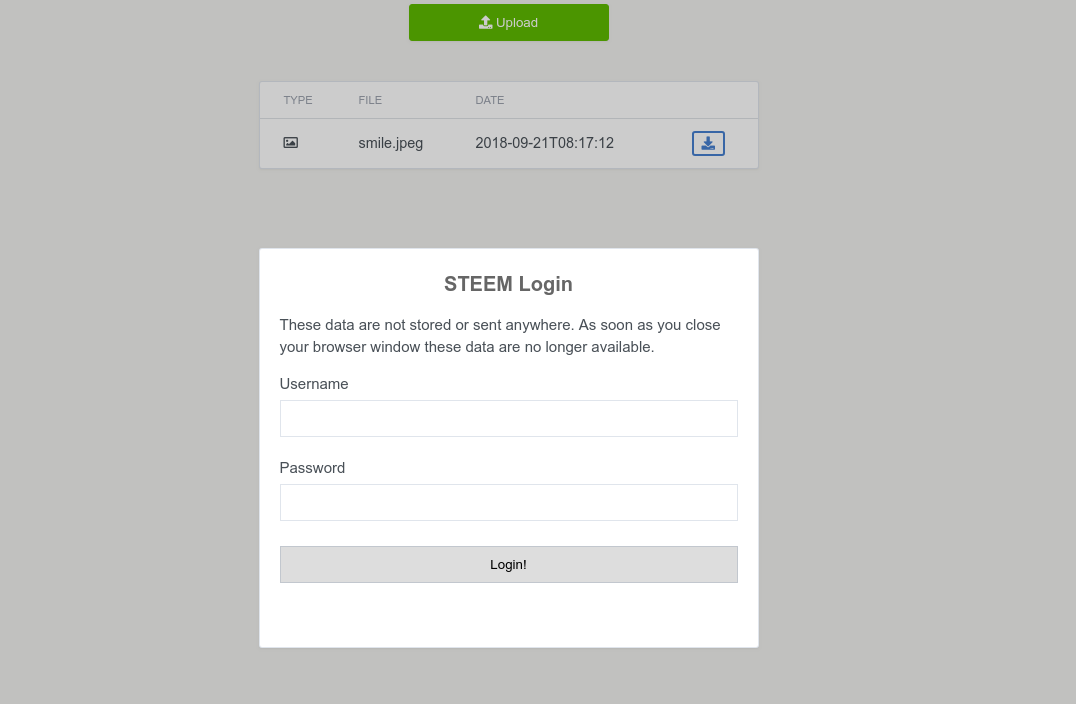 Upload
TYPE FILE DATE
smile.jpeg 2018-09-21T08:17:12
STEEM Login
These data are not stored or sent anywhere. As soon as you close
your browser window these data are no longer available.
Username
Password
Login!